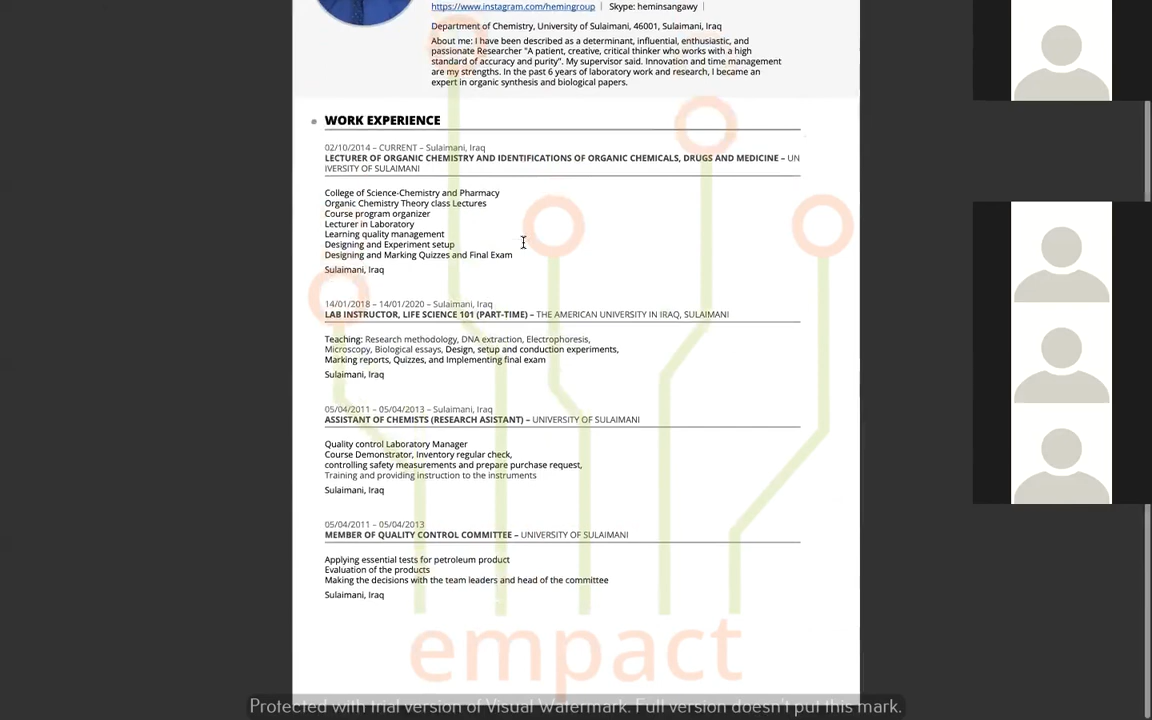 https://www.instagram.com/hemingroup | Skype: heminsangawy |
Department of Chemistry, University of Sulaimani, 46001, Sulaimani, Iraq
About me: I have been described as a determinant, influential, enthusiastic, and
passionate Researcher "A patient, creative, critical thinker who works with a high
standard of accuracy and purity". My supervisor said. Innovation and time management
are my strengths. In the past 6 years of laboratory work and research, I became an
expert in organic synthesis and biological papers.
WORK EXPERIENCE
02/10/2014 – CURRENT – Sulaimani, Iraq
LECTURER OF ORGANIC CHEMISTRY AND IDENTIFICATIONS OF ORGANIC CHEMICALS, DRUGS AND MEDICINE – UN
IVERSITY OF SULAIMANI
College of Science-Chemistry and Pharmacy
Organic Chemistry Theory class Lectures
Course program organizer
Lecturer in Laboratory
Learning quality management
Designing and Experiment setup
Designing and Marking Quizzes and Final Exam
Sulaimani, Iraq
14/01/2018 – 14/01/2020 – Sulaimani, Iraq
LAB INSTRUCTOR, LIFE SCIENCE 101 (PART-TIME) – THE AMERICAN UNIVERSITY IN IRAQ, SULAIMANI
Teaching: Research methodology, DNA extraction, Electrophoresis,
Microscopy, Biological essays, Design, setup and conduction experiments,
Marking reports, Quizzes, and Implementing final exam
Sulaimani, Iraq
05/04/2011 – 05/04/2013 – Sulaimani, Iraq
ASSISTANT OF CHEMISTS (RESEARCH ASISTANT) – UNIVERSITY OF SULAIMANI
Quality control Laboratory Manager
Course Demonstrator, Inventory regular check,
controlling safety measurements and prepare purchase request,
Training and providing instruction to the instruments
Sulaimani, Iraq
05/04/2011 – 05/04/2013
MEMBER OF QUALITY CONTROL COMMITTEE – UNIVERSITY OF SULAIMANI
Applying essential tests for petroleum product
Evaluation of the products
Making the decisions with the team leaders and head of the committee
Sulaimani, Iraq
empact
Protected with trial version of Visual Watermark. Full version doesn't put this mark.